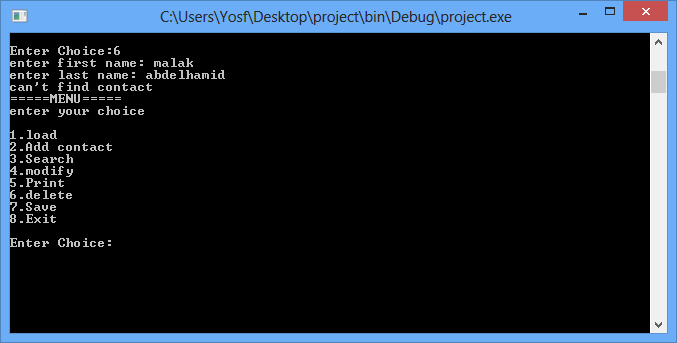 C:\Users\Yosf\Desktop\project\bin\Debug\project.exe
Enter Choice:6
enter first name: malak
enter last name: abdelhamid
can't find contact
=====MENU=====
enter your choice
1.load
2.Add contact
3.Search
4.modify
5.Print
6.delete
7.Save
8.Exit
Enter Choice: